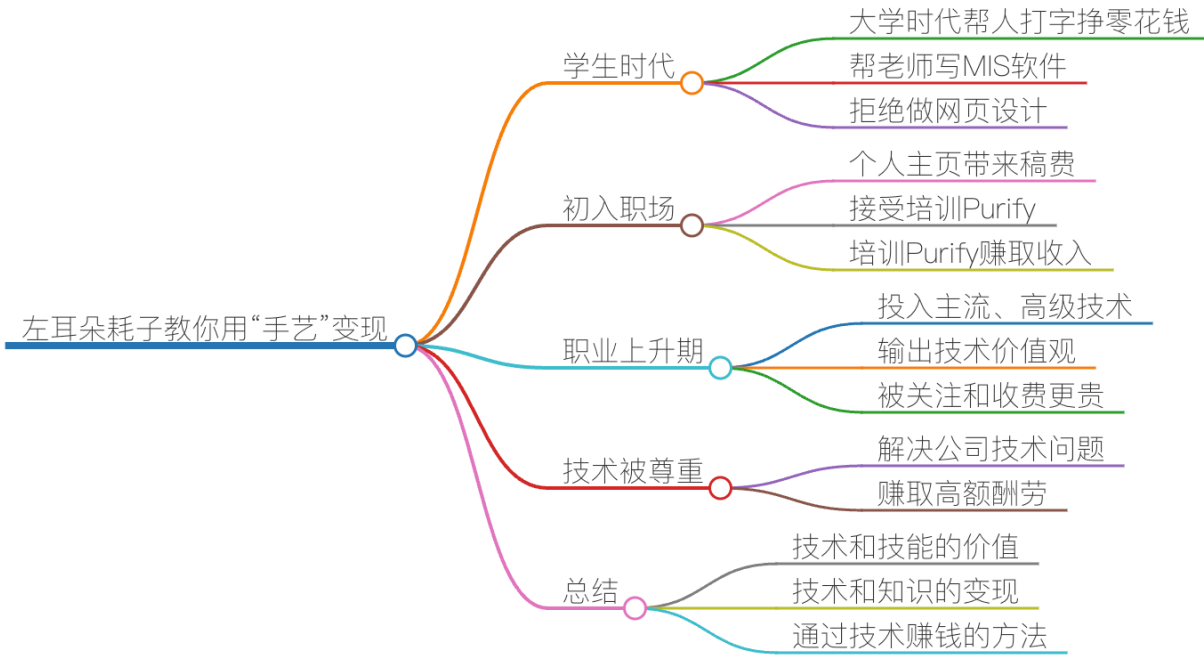 左耳朵耗子教你用“手艺”变现
学生时代
大学时代帮人打字挣零花钱
帮老师写MIS软件
拒绝做网页设计
初入职场
个人主页带来稿费
接受培训Purify
培训Purify赚取收入
职业上升期
投入主流、高级技术
输出技术价值观
被关注和收费更贵
技术被尊重
解决公司技术问题
赚取高额酬劳
总结
技术和技能的价值
技术和知识的变现
通过技术赚钱的方法